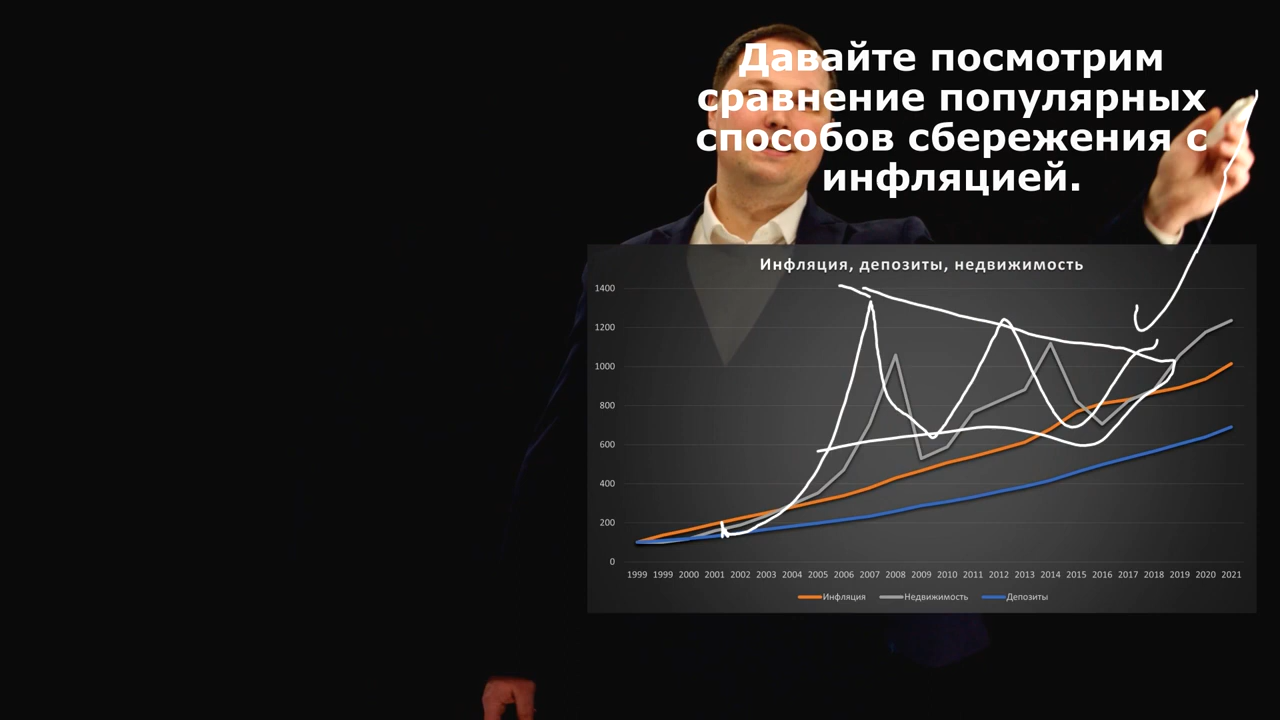 Давайте посмотрим
сравнение популярных
способов сбережения с
инфляцией.
Инфляция, депозиты, недвижимость
1400
1200
1000
800
600
400
200
0
1999 1999 2000 2001 2002 2003 2004 2005 2006 2007 2008 2009 2010 2011 2012 2013 2014 2015 2016 2017 2018 2019 2020 2021
Инфляция Недвижимость Депозиты